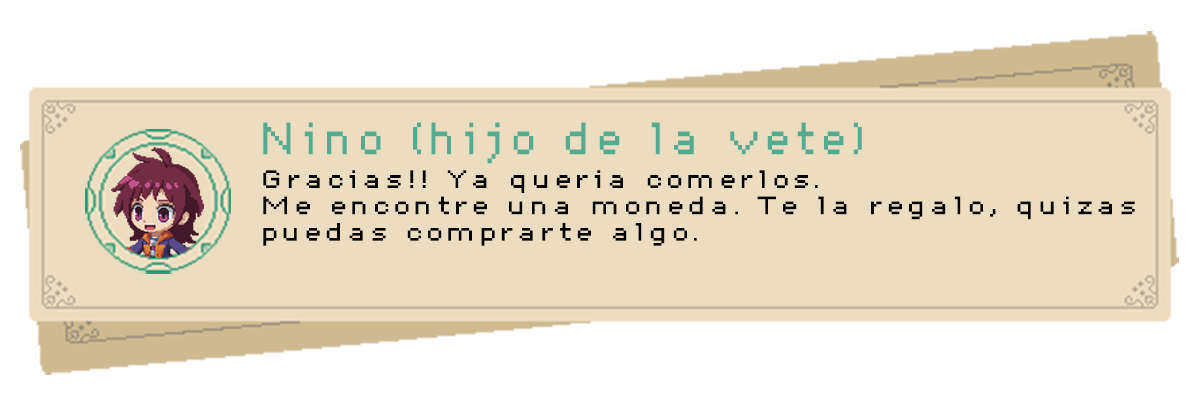 Nino (hijo de la vete)
Gracias!! Ya queria comerlos.
Me encontre una moneda. Te la regalo, quizas
puedas comprarte algo.